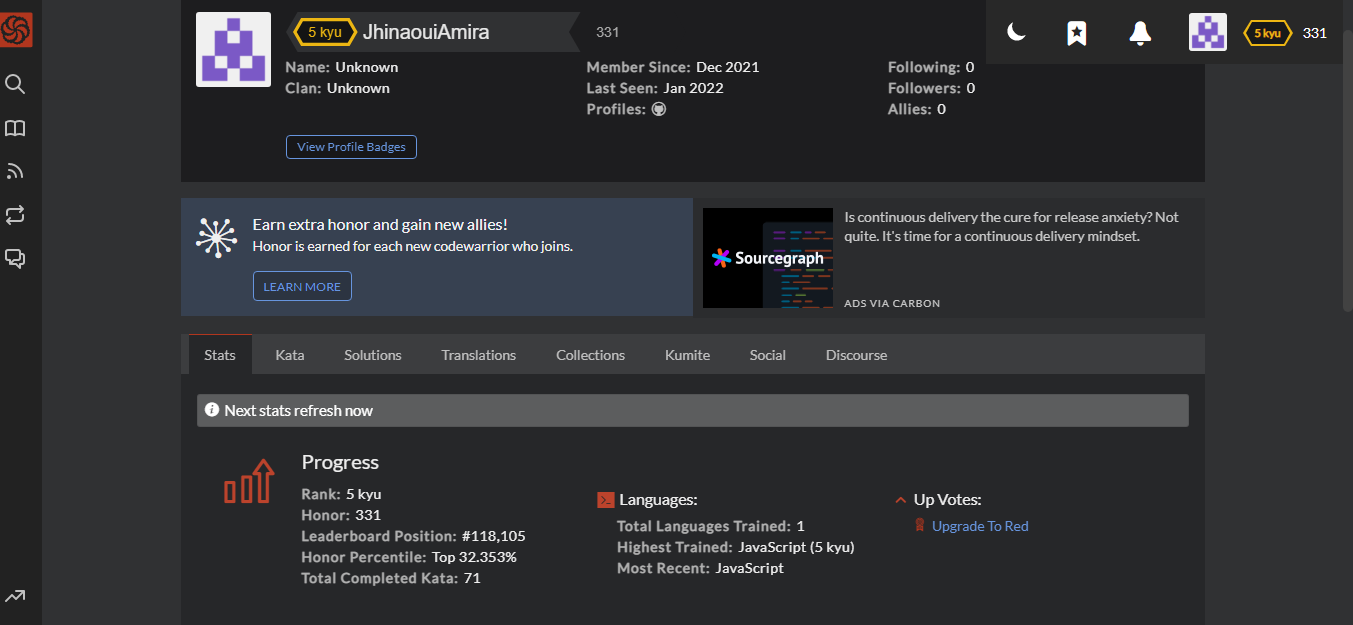 5 kyu JhinaouiAmira 331
5 kyu 331
Name: Unknown
Clan: Unknown
Member Since: Dec 2021
Last Seen: Jan 2022
Profiles:
Following: 0
Followers: 0
Allies: 0
View Profile Badges
Earn extra honor and gain new allies!
Honor is earned for each new codewarrior who joins.
LEARN MORE
Sourcegraph
Is continuous delivery the cure for release anxiety? Not
quite. It's time for a continuous delivery mindset.
ADS VIA CARBON
Stats Kata Solutions Translations Collections Kumite Social Discourse
Next stats refresh now
Progress
Rank: 5 kyu
Honor: 331
Leaderboard Position: #118,105
Honor Percentile: Top 32.353%
Total Completed Kata: 71
Languages:
Total Languages Trained: 1
Highest Trained: JavaScript (5 kyu)
Most Recent: JavaScript
Up Votes:
Upgrade To Red